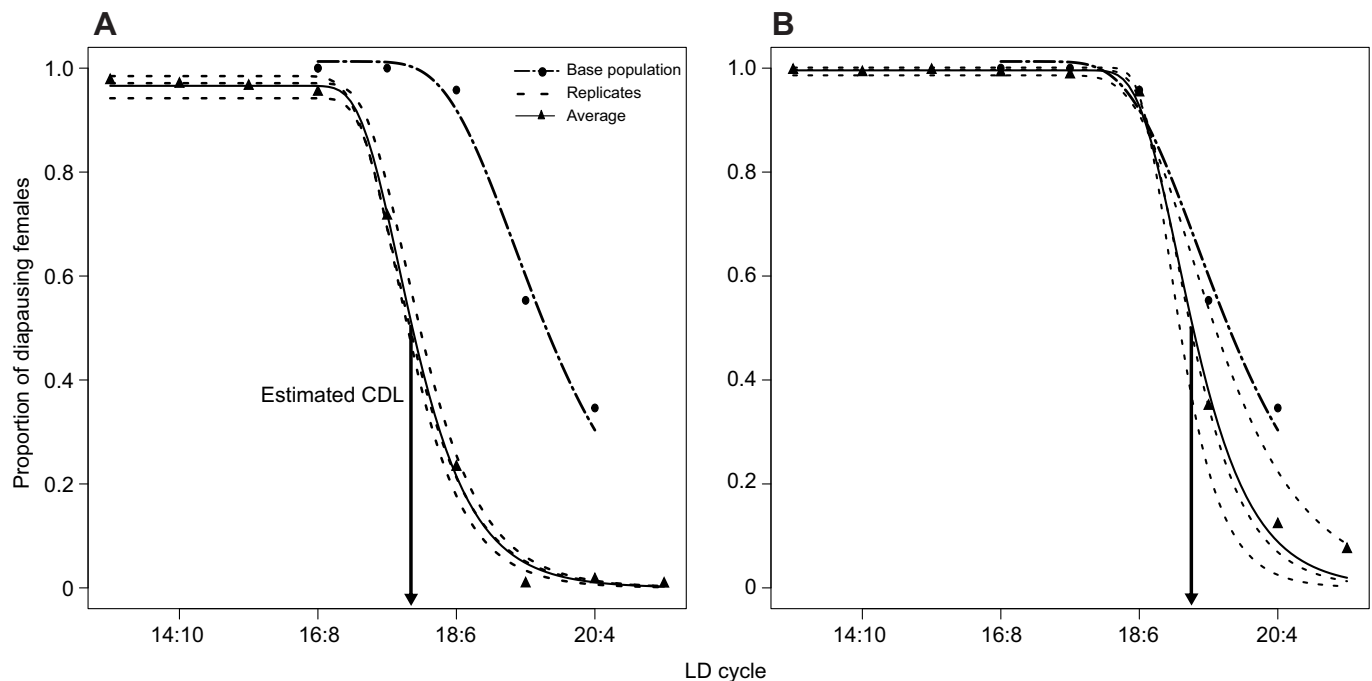 A
B
1.0
0.8
0.6
0.4
0.2
0
Proportion of diapausing females
Base population
Replicates
Average
Estimated CDL
14:10
16:8
18:6
20:4
1.0
0.8
0.6
0.4
0.2
0
14:10
16:8
18:6
20:4
LD cycle